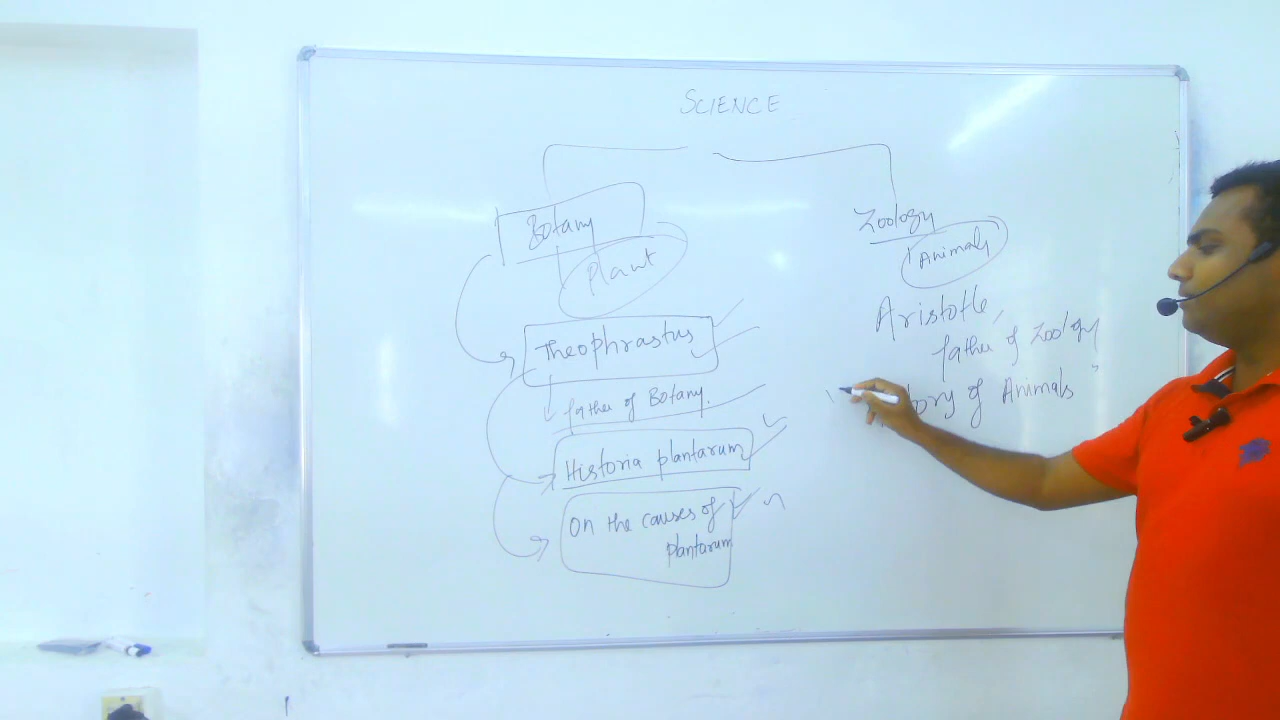 SCIENCE
Botany
Plant
Theophrastus
father of Botany.
Historia plantarum
On the causes of
plantarum
Zoology
Animals
Aristotle,
father of Zoology
of Animals"